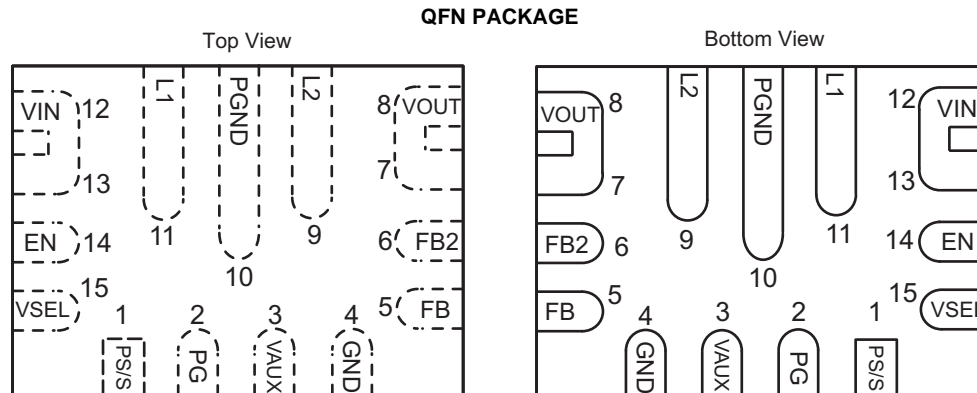 QFN PACKAGE
Top View
Bottom View
L1
PGND
L2
VIN
12
8
VOUT
13
7
EN
14
11
9
6
FB2
10
VSEL
15
5
FB
1
2
3
4
PS/S
PG
VAUX
GND
L2
PGND
L1
VOUT
8
12
VIN
7
13
FB2
6
9
11
14
EN
10
FB
5
15
VSEL
4
3
2
1
GND
VAUX
PG
PS/S